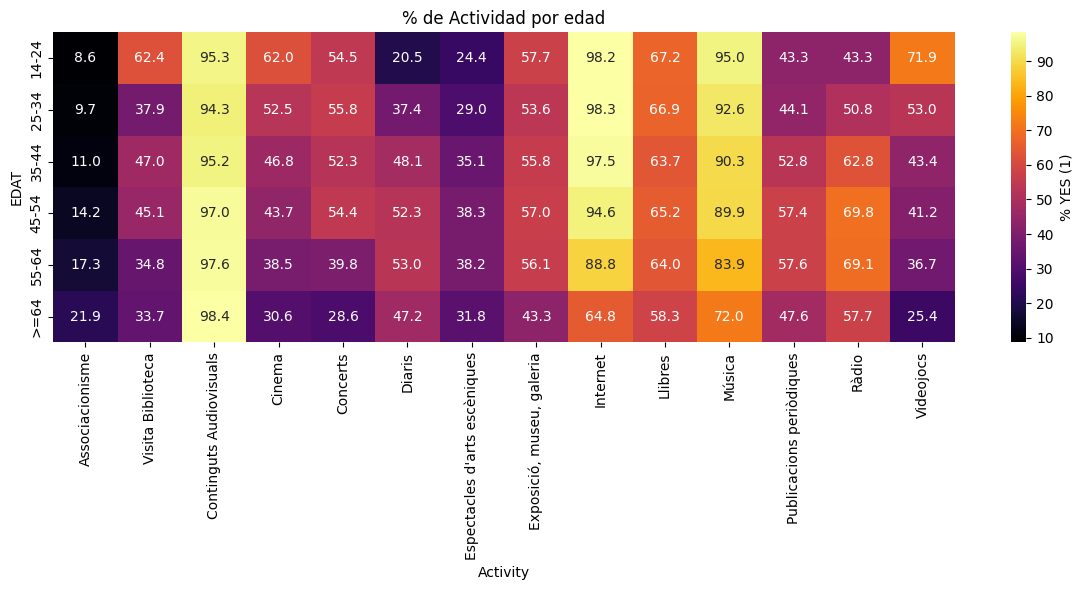 % de Actividad por edad
14-24 8.6 62.4 95.3 62.0 54.5 20.5 24.4 57.7 98.2 67.2 95.0 43.3 43.3 71.9
25-34 9.7 37.9 94.3 52.5 55.8 37.4 29.0 53.6 98.3 66.9 92.6 44.1 50.8 53.0
35-44 11.0 47.0 95.2 46.8 52.3 48.1 35.1 55.8 97.5 63.7 90.3 52.8 62.8 43.4
45-54 14.2 45.1 97.0 43.7 54.4 52.3 38.3 57.0 94.6 65.2 89.9 57.4 69.8 41.2
55-64 17.3 34.8 97.6 38.5 39.8 53.0 38.2 56.1 88.8 64.0 83.9 57.6 69.1 36.7
>=64 21.9 33.7 98.4 30.6 28.6 47.2 31.8 43.3 64.8 58.3 72.0 47.6 57.7 25.4
EDAT
Associacionisme
Visita Biblioteca
Continguts Audiovisuals
Cinema
Concerts
Diaris
Espectacles d'arts escèniques
Exposició, museu, galeria
Internet
Llibres
Música
Publicacions periòdiques
Ràdio
Videojocs
Activity
90
80
70
60
50
40
30
20
10
% YES (1)